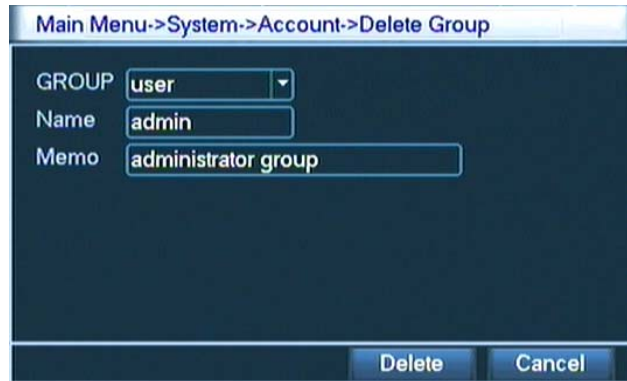 Main Menu->System->Account->Delete Group
GROUP user
Name admin
Memo administrator group
Delete Cancel